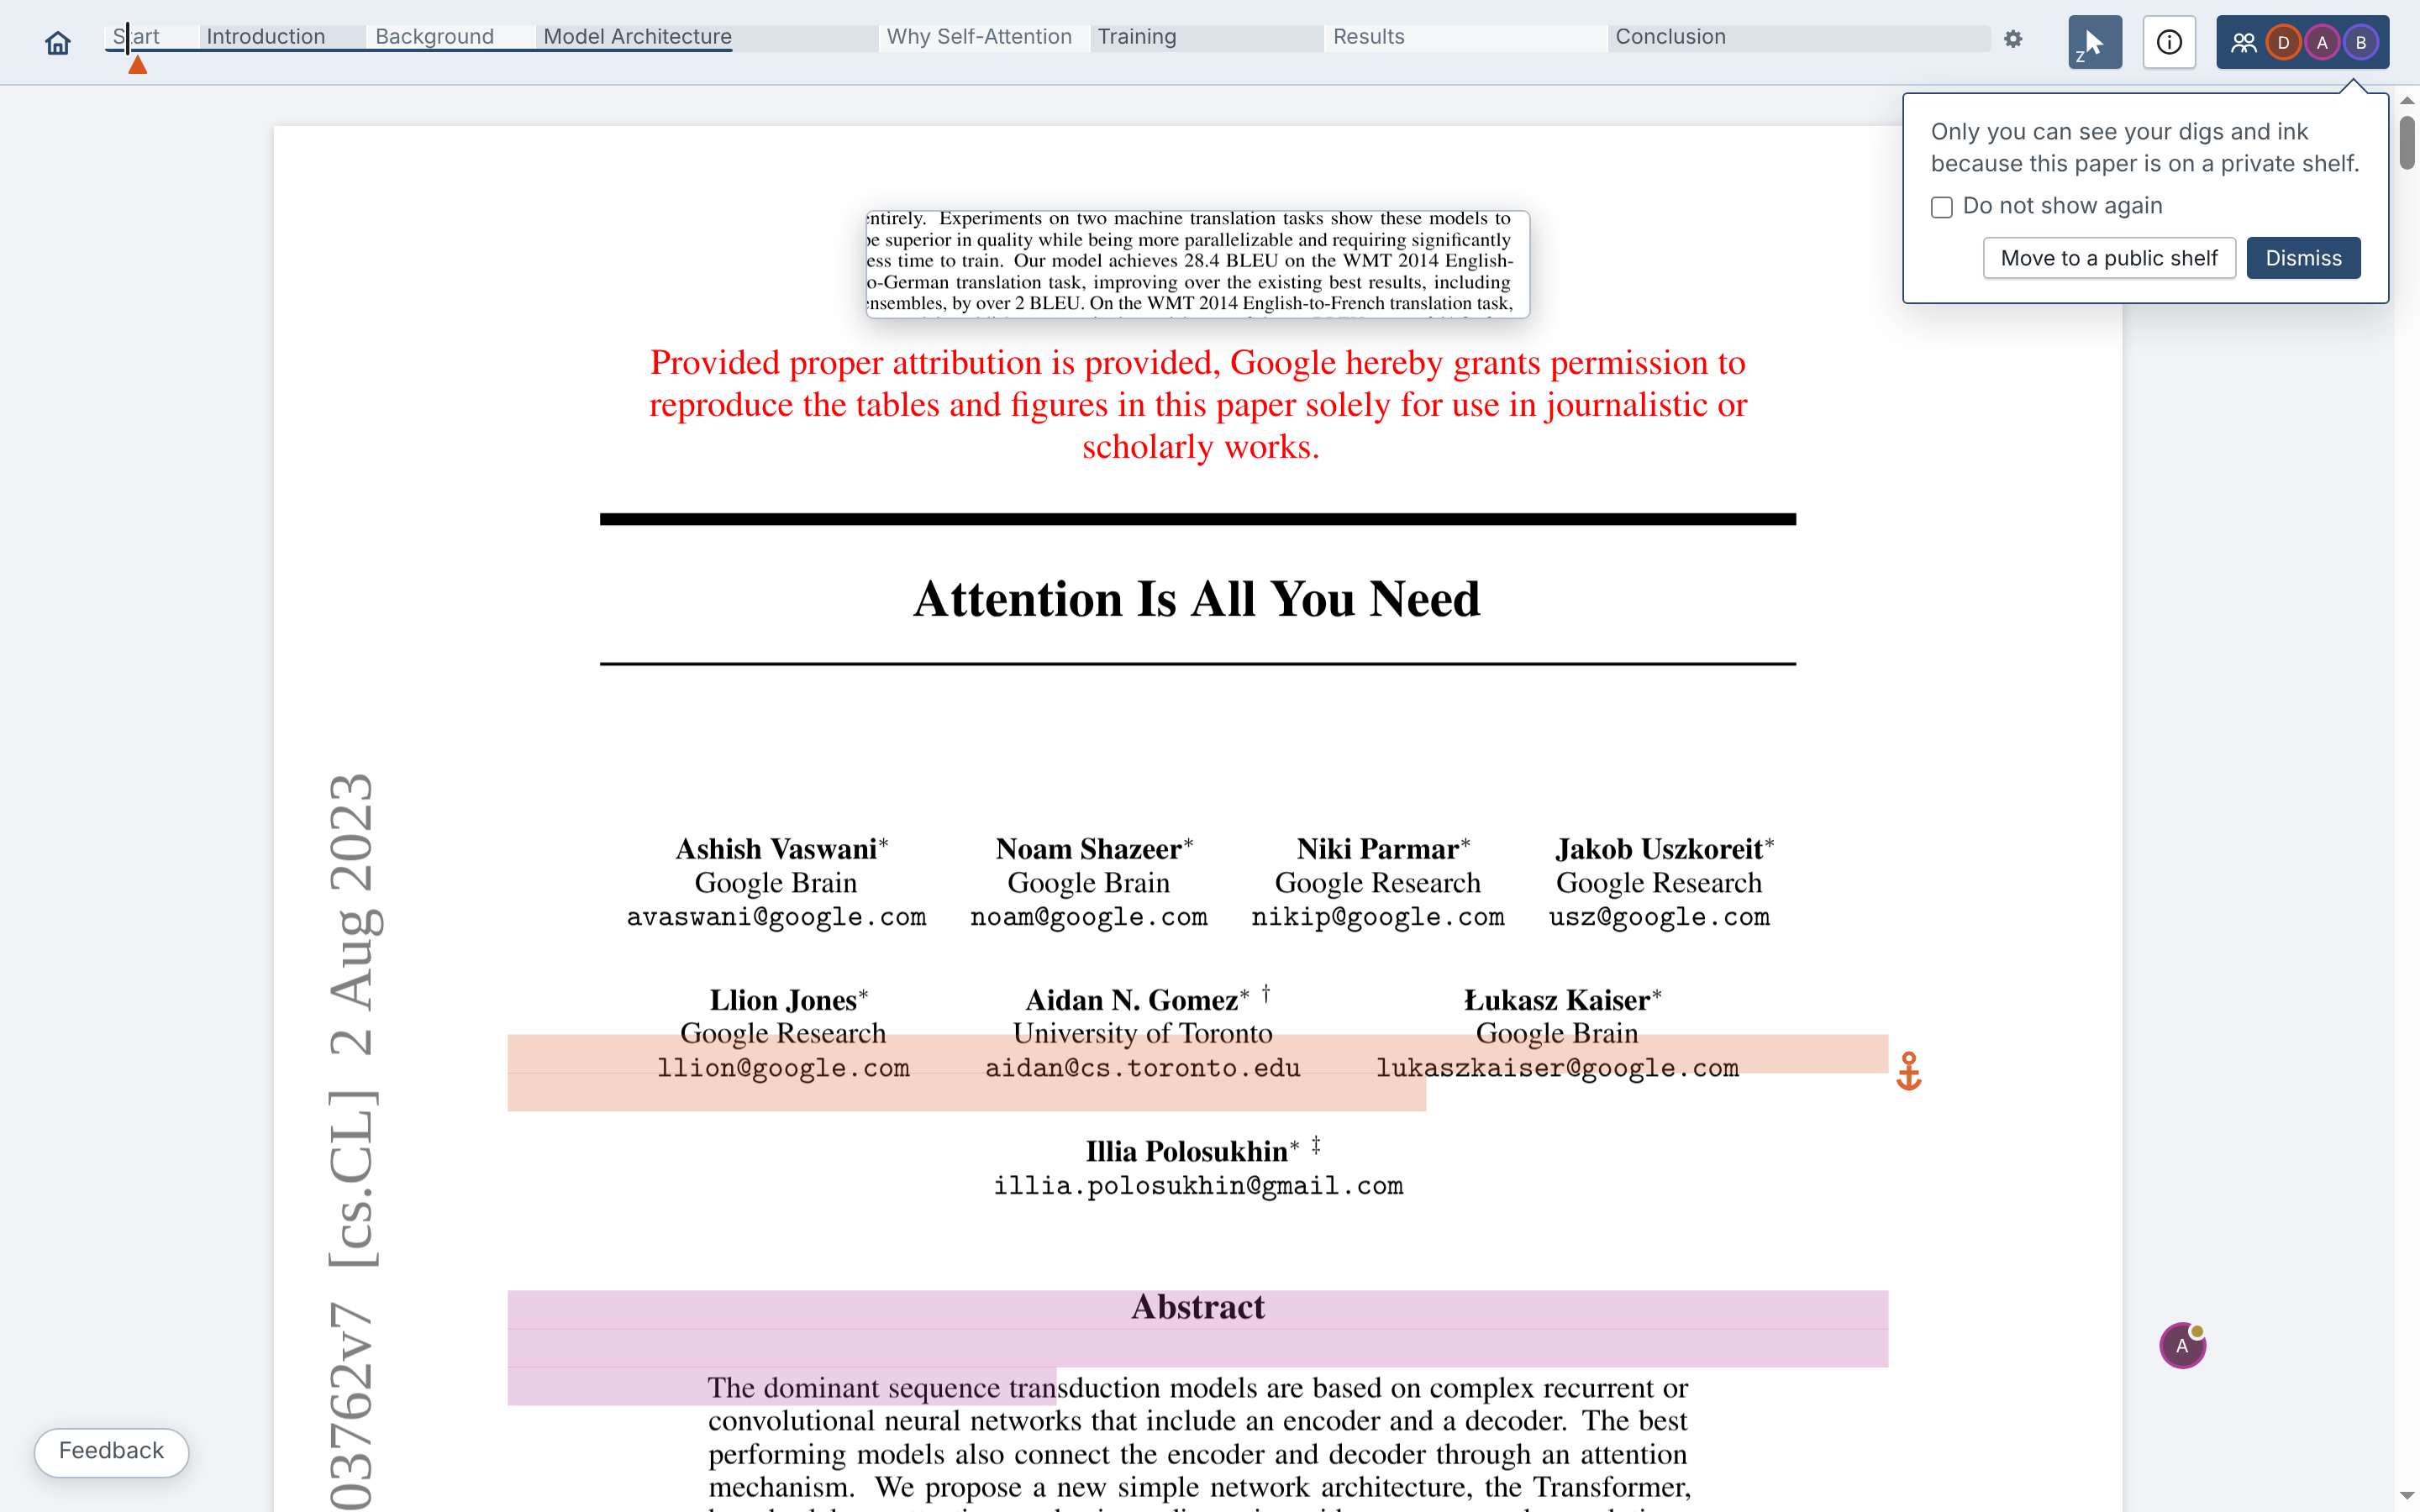 Start Introduction Background Model Architecture Why Self-Attention Training Results Conclusion
z
D A B
Only you can see your digs and ink
because this paper is on a private shelf.
Do not show again
Move to a public shelf Dismiss
entirely. Experiments on two machine translation tasks show these models to
be superior in quality while being more parallelizable and requiring significantly
ess time to train. Our model achieves 28.4 BLEU on the WMT 2014 English-
o-German translation task, improving over the existing best results, including
ensembles, by over 2 BLEU. On the WMT 2014 English-to-French translation task,
Provided proper attribution is provided, Google hereby grants permission to
reproduce the tables and figures in this paper solely for use in journalistic or
scholarly works.
Attention Is All You Need
Ashish Vaswani* Noam Shazeer* Niki Parmar* Jakob Uszkoreit*
Google Brain Google Brain Google Research Google Research
avaswani@google.com noam@google.com nikip@google.com usz@google.com
Llion Jones* Aidan N. Gomez* † Łukasz Kaiser*
Google Research University of Toronto Google Brain
llion@google.com aidan@cs.toronto.edu lukaszkaiser@google.com
Illia Polosukhin* ‡
illia.polosukhin@gmail.com
03762v7 [cs.CL] 2 Aug 2023
Abstract
A
The dominant sequence transduction models are based on complex recurrent or
convolutional neural networks that include an encoder and a decoder. The best
performing models also connect the encoder and decoder through an attention
mechanism. We propose a new simple network architecture, the Transformer,
Feedback